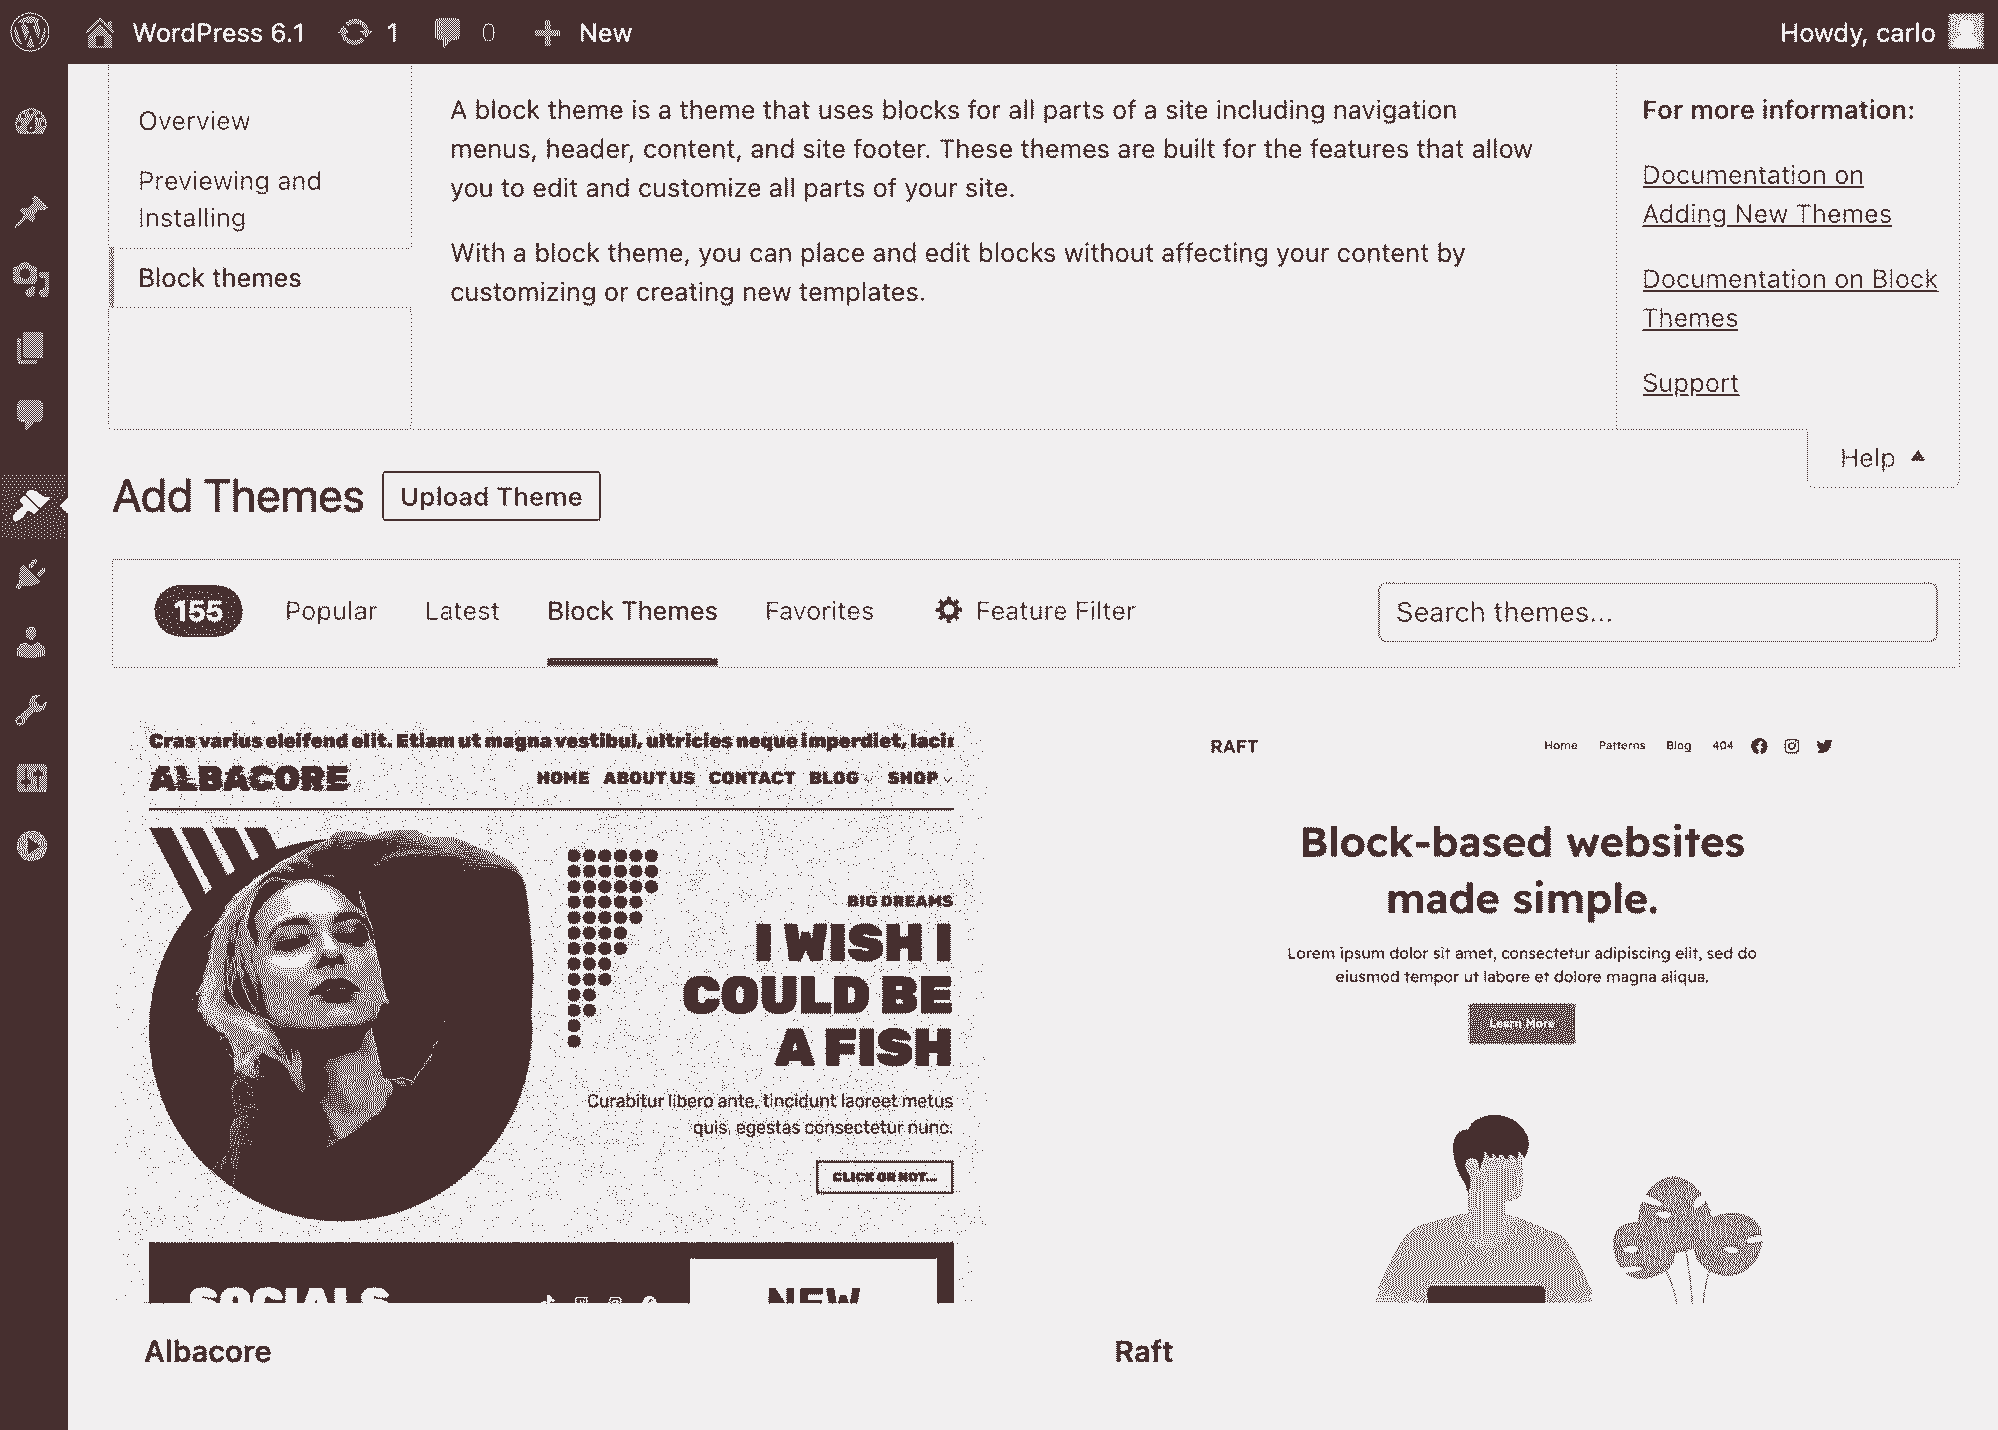 WordPress 6.1 1 0 New Howdy, carlo
Overview
Previewing and
Installing
Block themes
A block theme is a theme that uses blocks for all parts of a site including navigation
menus, header, content, and site footer. These themes are built for the features that allow
you to edit and customize all parts of your site.
With a block theme, you can place and edit blocks without affecting your content by
customizing or creating new templates.
For more information:
Documentation on
Adding New Themes
Documentation on Block
Themes
Support
Help
Add Themes Upload Theme
155 Popular Latest Block Themes Favorites Feature Filter Search themes...
Cras varius eleifend elit. Etiam ut magna vestibul, ultricies neque imperdiet, laci
ALBACORE HOME ABOUT US CONTACT BLOG SHOP
BIG DREAMS
I WISH I
COULD BE
A FISH
Curabitur libero ante, tincidunt laoreet metus
quis, egestas consectetur nunc.
CLICK OR NOT...
SOCIALS NEW
Albacore
RAFT Home Patterns Blog 404
Block-based websites
made simple.
Lorem ipsum dolor sit amet, consectetur adipiscing elit, sed do
eiusmod tempor ut labore et dolore magna aliqua.
Learn More
Raft